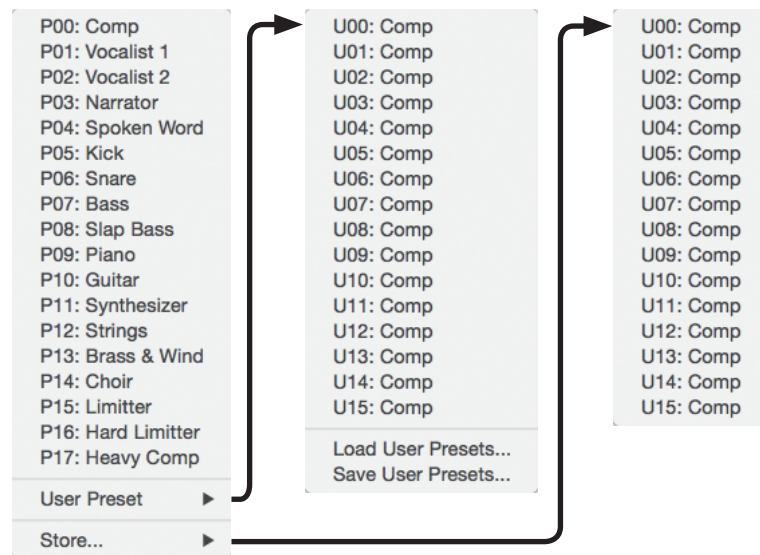 P00: Comp
P01: Vocalist 1
P02: Vocalist 2
P03: Narrator
P04: Spoken Word
P05: Kick
P06: Snare
P07: Bass
P08: Slap Bass
P09: Piano
P10: Guitar
P11: Synthesizer
P12: Strings
P13: Brass & Wind
P14: Choir
P15: Limitter
P16: Hard Limitter
P17: Heavy Comp
User Preset
Store...
U00: Comp
U01: Comp
U02: Comp
U03: Comp
U04: Comp
U05: Comp
U06: Comp
U07: Comp
U08: Comp
U09: Comp
U10: Comp
U11: Comp
U12: Comp
U13: Comp
U14: Comp
U15: Comp
Load User Presets...
Save User Presets...
U00: Comp
U01: Comp
U02: Comp
U03: Comp
U04: Comp
U05: Comp
U06: Comp
U07: Comp
U08: Comp
U09: Comp
U10: Comp
U11: Comp
U12: Comp
U13: Comp
U14: Comp
U15: Comp